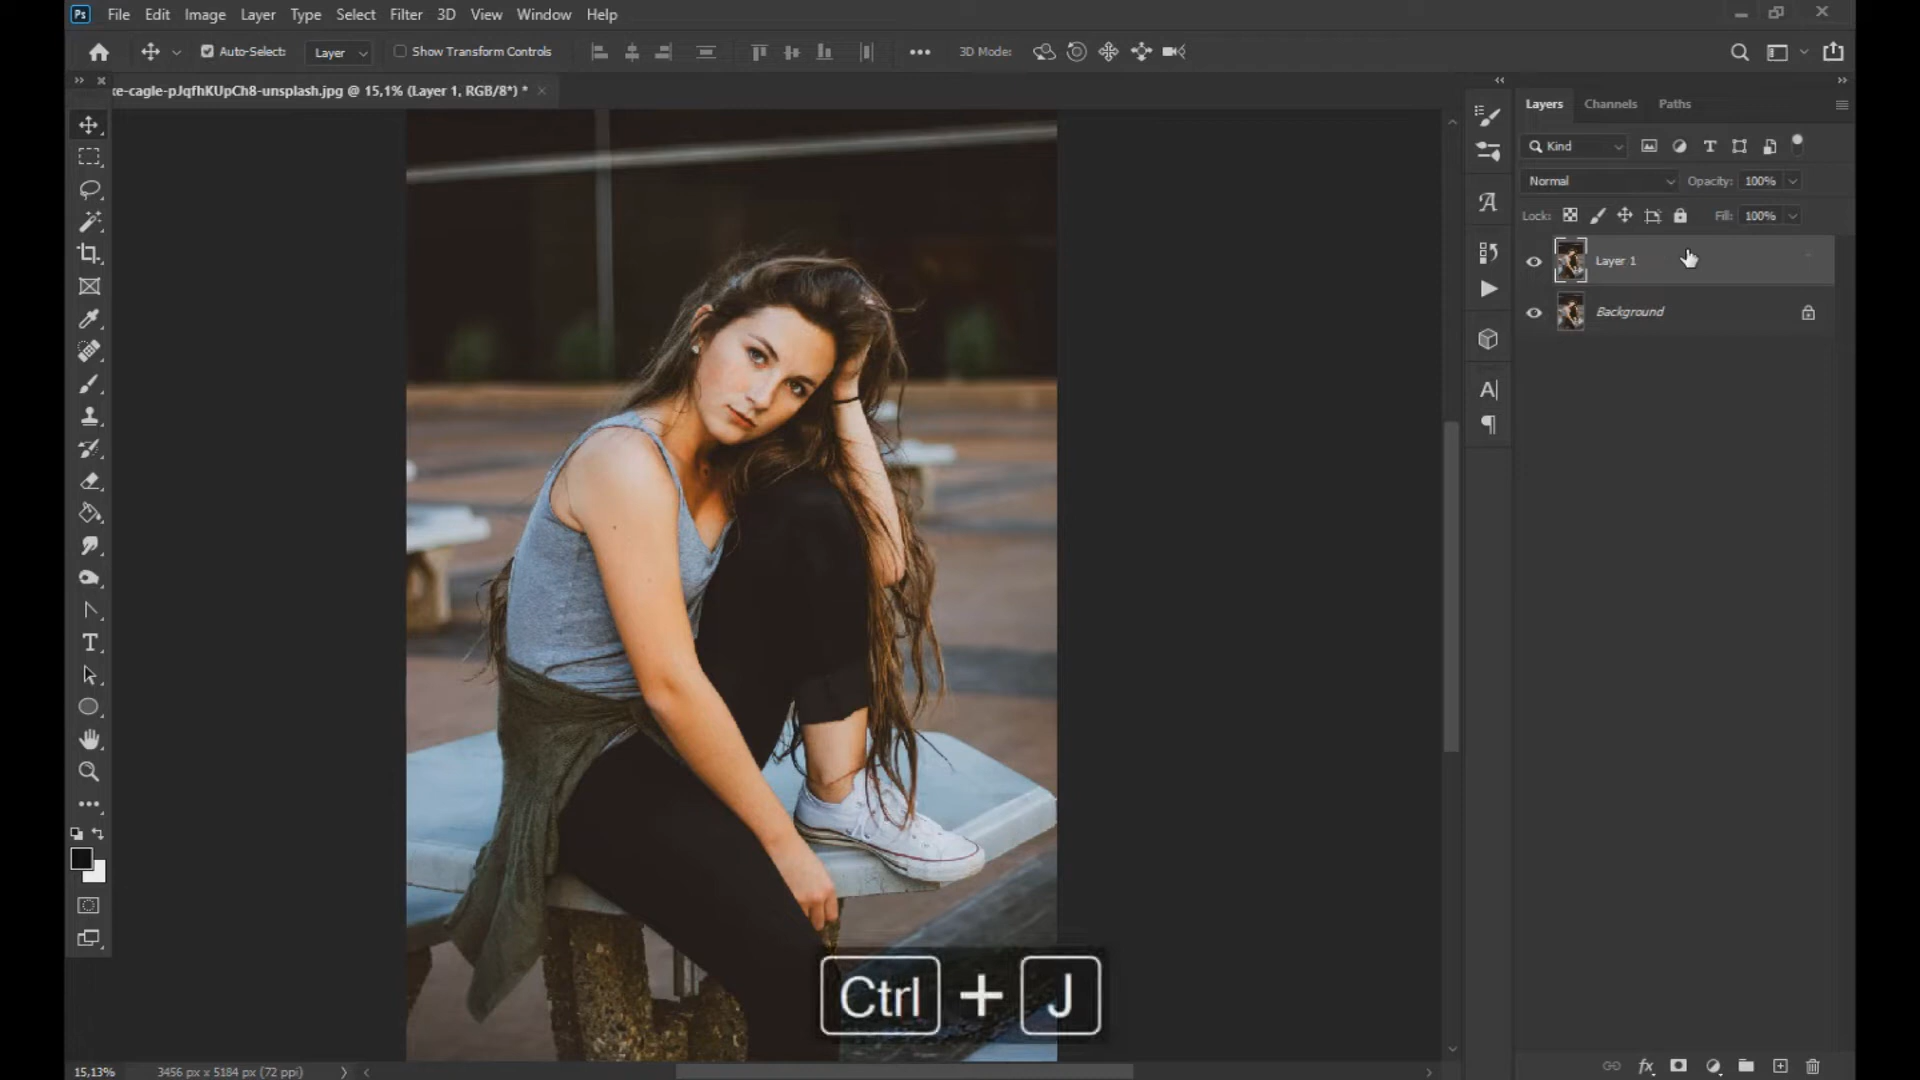 Ps File Edit Image Layer Type Select Filter 3D View Window Help
Auto-Select: Layer Show Transform Controls 3D Mode:
ke-cagle-pJqfhKUpCh8-unsplash.jpg @ 15,1% (Layer 1, RGB/8*) *
Layers Channels Paths
Kind
Normal Opacity: 100%
Lock: Fill: 100%
Layer 1
Background
Ctrl + J
15,13% 3456 px x 5184 px (72 ppi)